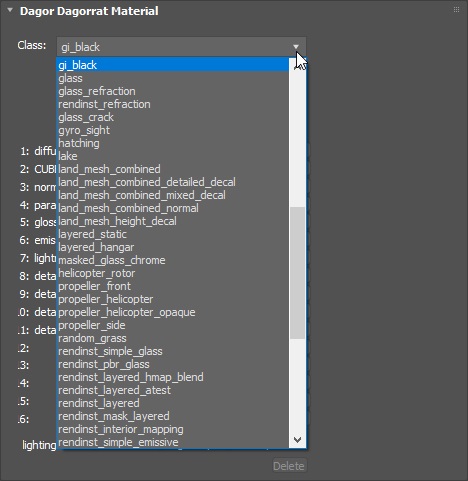 Dagor Dagorrat Material
Class: gi_black
gi_black
glass
glass_refraction
rendinst_refraction
glass_crack
gyro_sight
hatching
lake
land_mesh_combined
land_mesh_combined_detailed_decal
land_mesh_combined_mixed_decal
land_mesh_combined_normal
land_mesh_height_decal
layered_static
layered_hangar
masked_glass_chrome
helicopter_rotor
propeller_front
propeller_helicopter
propeller_helicopter_opaque
propeller_side
random_grass
rendinst_simple_glass
rendinst_pbr_glass
rendinst_layered_hmap_blend
rendinst_layered_atest
rendinst_layered
rendinst_mask_layered
rendinst_interior_mapping
rendinst_simple_emissive
1: diffu
2: CUBE
3: norm
4: para
5: gloss
6: emis
7: lightn
8: deta
9: deta
.0: deta
.1: deta
.2:
.3:
.4:
.5:
.6:
lighting
Delete